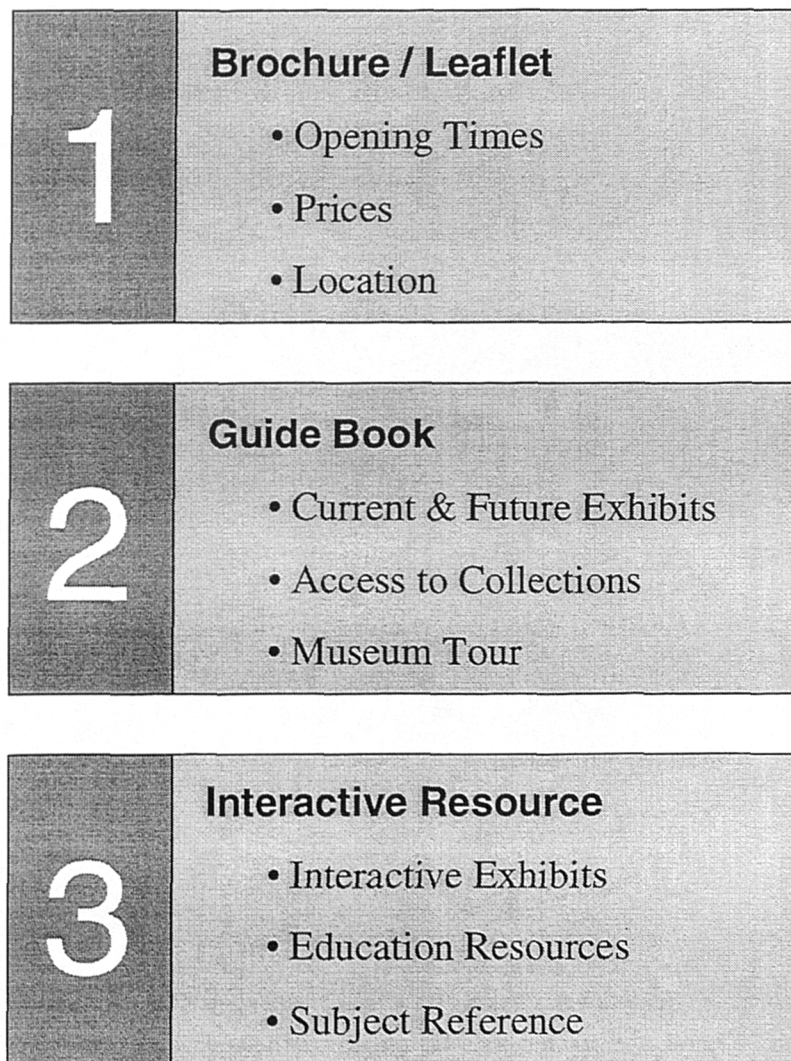 1
Brochure / Leaflet
• Opening Times
• Prices
• Location
2
Guide Book
• Current & Future Exhibits
• Access to Collections
• Museum Tour
3
Interactive Resource
• Interactive Exhibits
• Education Resources
• Subject Reference